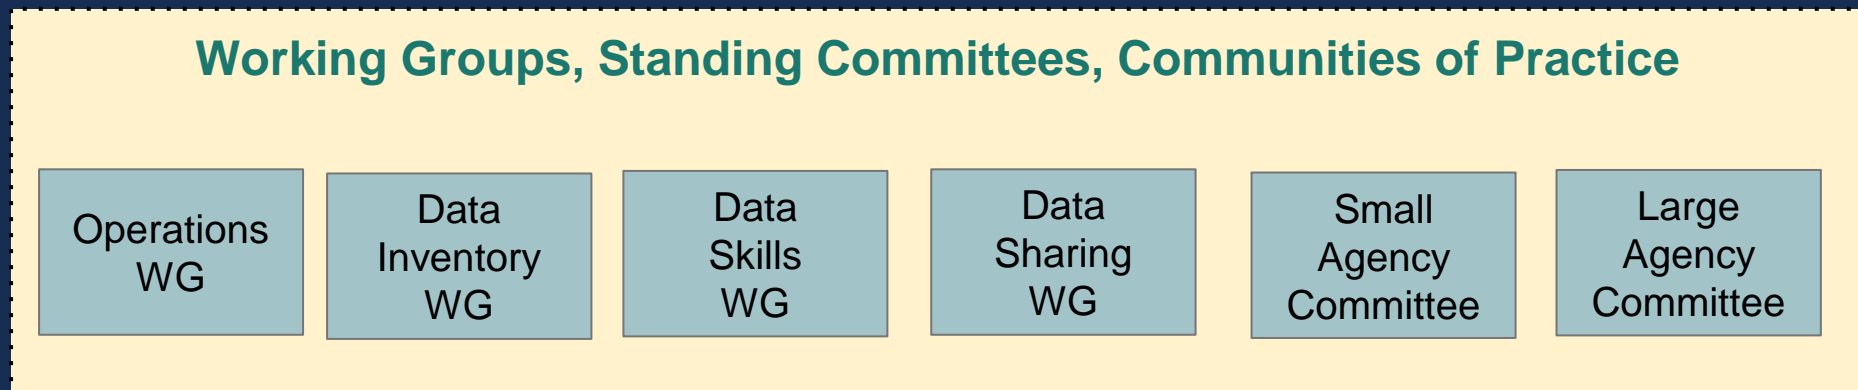 Working Groups, Standing Committees, Communities of Practice
Operations
WG
Data
Inventory
WG
Data
Skills
WG
Data
Sharing
WG
Small
Agency
Committee
Large
Agency
Committee